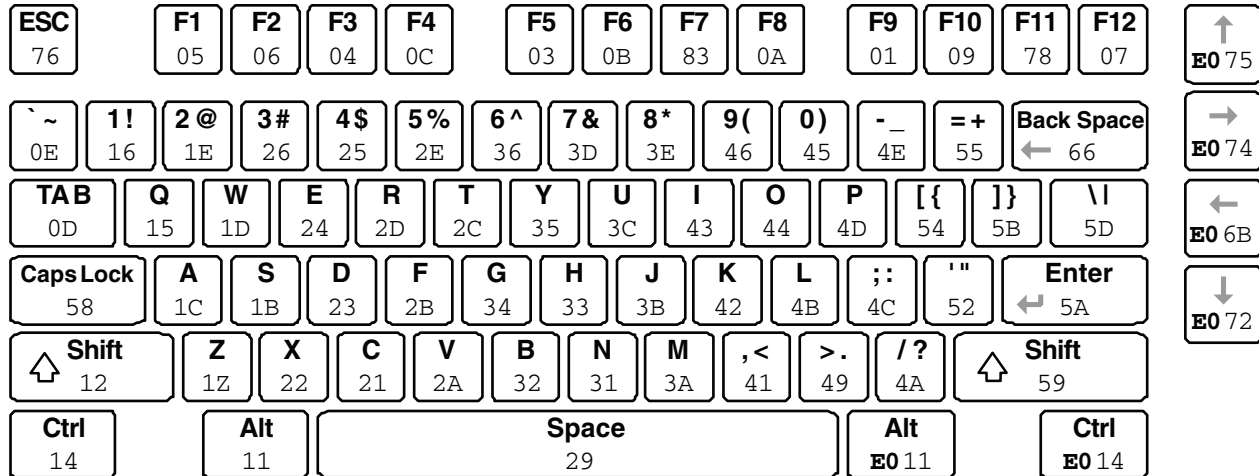 ESC F1 F2 F3 F4 F5 F6 F7 F8 F9 F10 F11 F12 ↑
76 05 06 04 0C 03 0B 83 0A 01 09 78 07 E0 75
` ~ 1! 2@ 3# 4$ 5% 6^ 7& 8* 9( 0) -_ =+ Back Space →
0E 16 1E 26 25 2E 36 3D 3E 46 45 4E 55 ← 66 E0 74
TAB Q W E R T Y U I O P [{ ]} \| ←
0D 15 1D 24 2D 2C 35 3C 43 44 4D 54 5B 5D E0 6B
Caps Lock A S D F G H J K L ;: '" Enter ↓
58 1C 1B 23 2B 34 33 3B 42 4B 4C 52 ↵ 5A E0 72
Shift Z X C V B N M ,< >. /? Shift
12 1Z 22 21 2A 32 31 3A 41 49 4A 59
Ctrl Alt Space Alt Ctrl
14 11 29 E0 11 E0 14